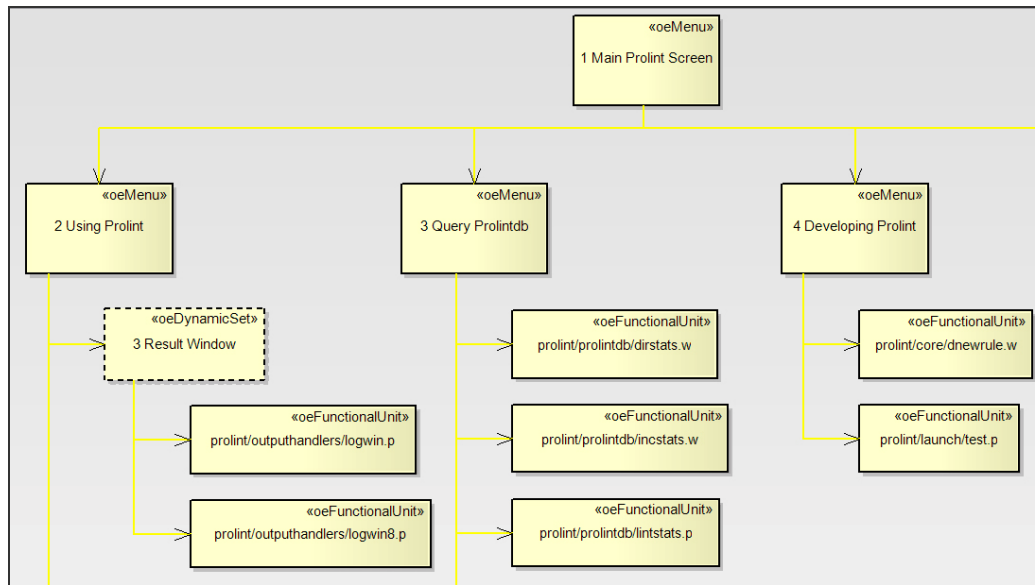 «oeMenu»
1 Main Prolint Screen
«oeMenu»
2 Using Prolint
«oeMenu»
3 Query Prolintdb
«oeMenu»
4 Developing Prolint
«oeDynamicSet»
3 Result Window
«oeFunctionalUnit»
prolint/outputhandlers/logwin.p
«oeFunctionalUnit»
prolint/outputhandlers/logwin8.p
«oeFunctionalUnit»
prolint/prolintdb/dirstats.w
«oeFunctionalUnit»
prolint/prolintdb/incstats.w
«oeFunctionalUnit»
prolint/prolintdb/lintstats.p
«oeFunctionalUnit»
prolint/core/dnewrule.w
«oeFunctionalUnit»
prolint/launch/test.p